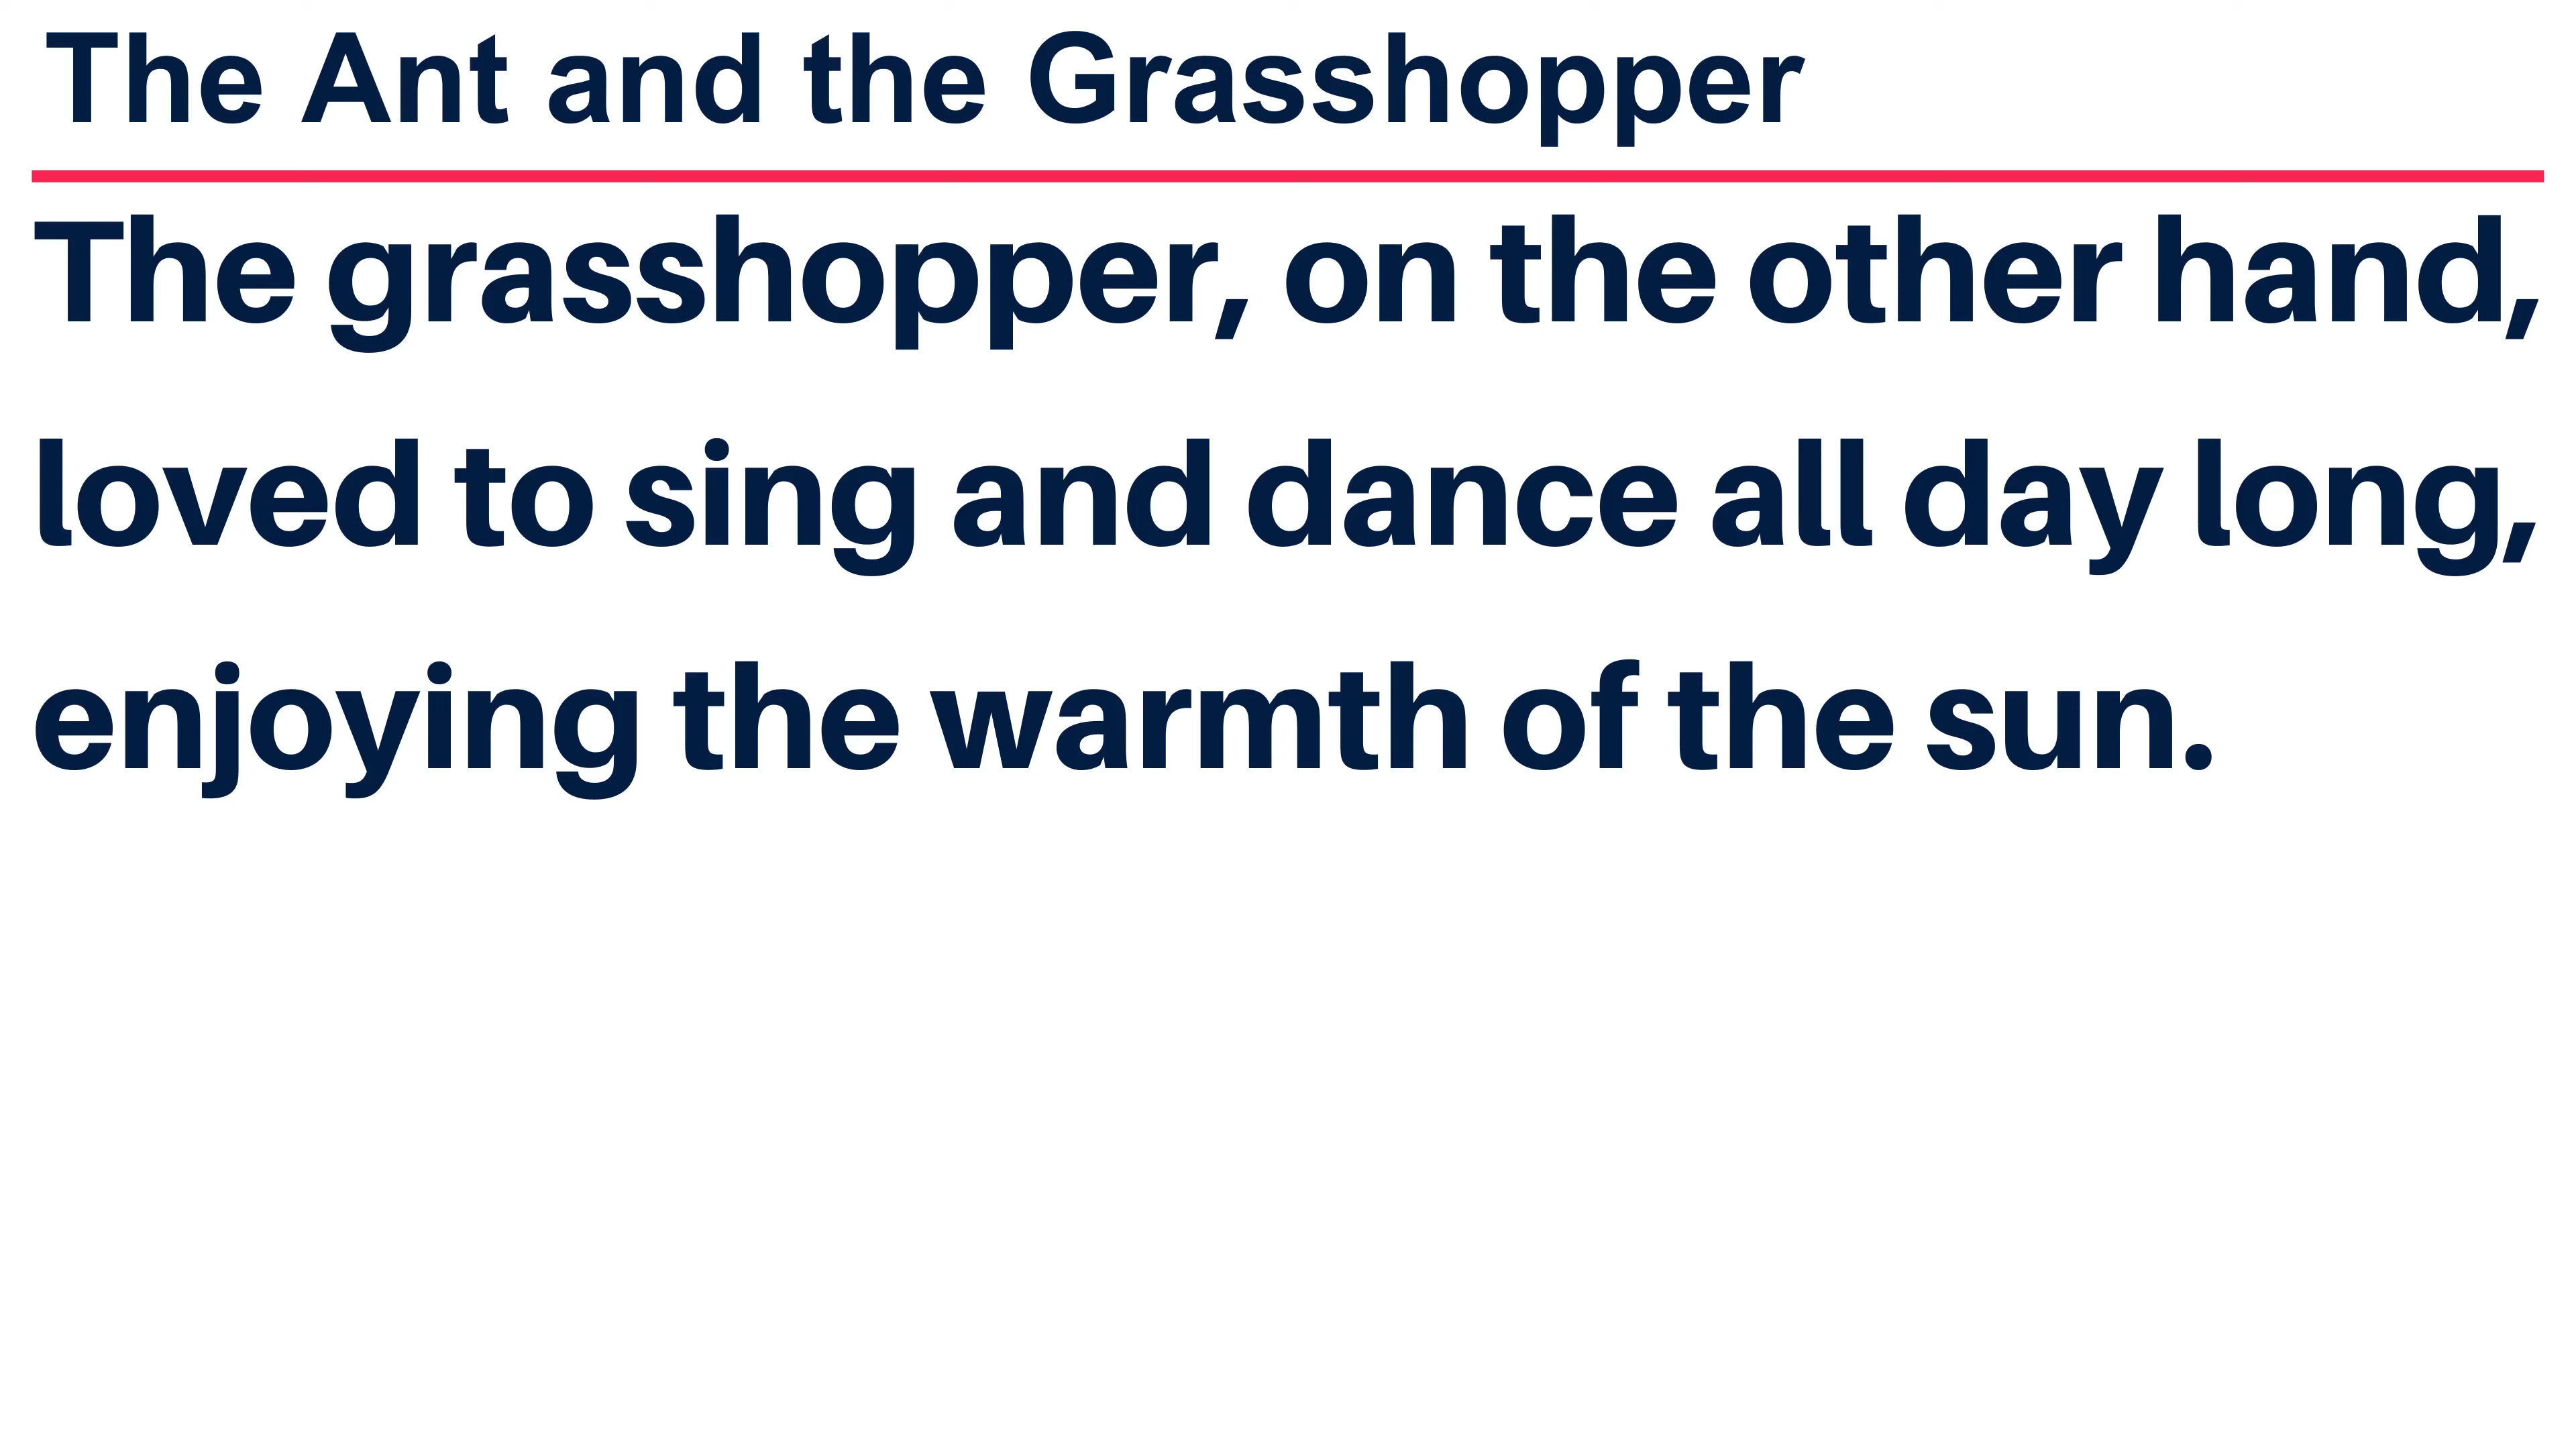 The Ant and the Grasshopper
The grasshopper, on the other hand,
loved to sing and dance all day long,
enjoying the warmth of the sun.